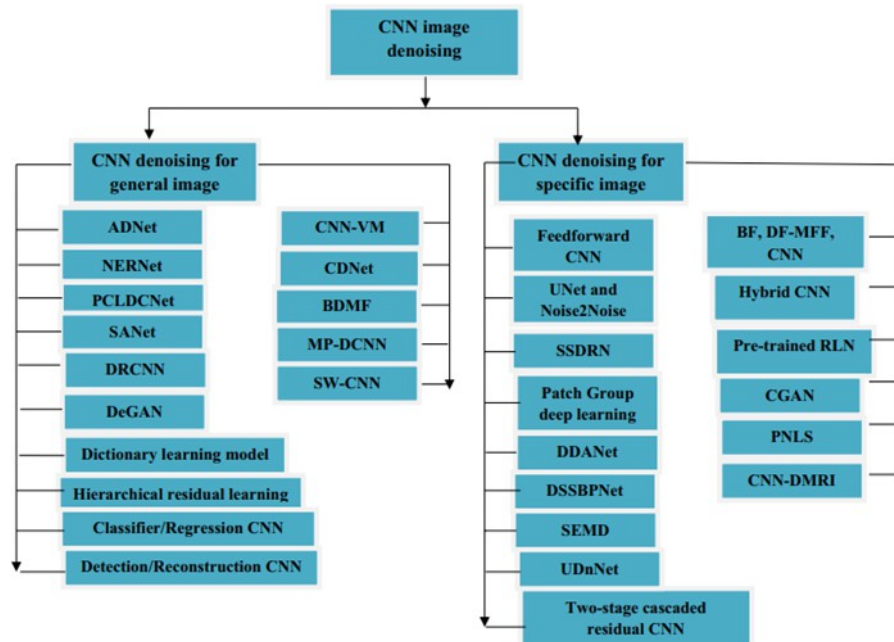 CNN image
denoising
CNN denoising for
general image
ADNet
NERNet
PCLDCNet
SANet
DRCNN
DeGAN
Dictionary learning model
Hierarchical residual learning
Classifier/Regression CNN
Detection/Reconstruction CNN
CNN-VM
CDNet
BDMF
MP-DCNN
SW-CNN
CNN denoising for
specific image
Feedforward
CNN
UNet and
Noise2Noise
SSDRN
Patch Group
deep learning
DDANet
DSSBPNet
SEMD
UDnNet
Two-stage cascaded
residual CNN
BF, DF-MFF,
CNN
Hybrid CNN
Pre-trained RLN
CGAN
PNLS
CNN-DMRI